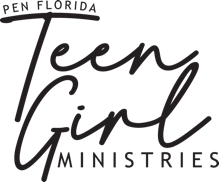 PEN FLORIDA
Teen
Girl
MINISTRIES